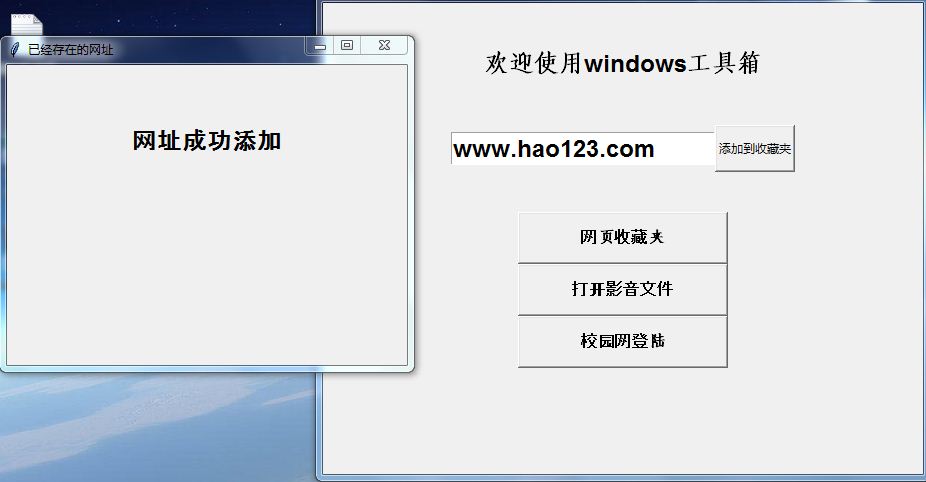 已经存在的网址
网址成功添加
欢迎使用windows工具箱
www.hao123.com
添加到收藏夹
网页收藏夹
打开影音文件
校园网登陆